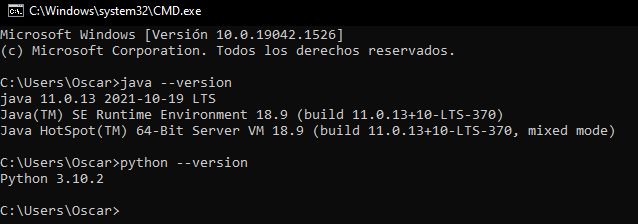 C:\Windows\system32\CMD.exe
Microsoft Windows [Versión 10.0.19042.1526]
(c) Microsoft Corporation. Todos los derechos reservados.
C:\Users\Oscar>java --version
java 11.0.13 2021-10-19 LTS
Java(TM) SE Runtime Environment 18.9 (build 11.0.13+10-LTS-370)
Java HotSpot(TM) 64-Bit Server VM 18.9 (build 11.0.13+10-LTS-370, mixed mode)
C:\Users\Oscar>python --version
Python 3.10.2
C:\Users\Oscar>